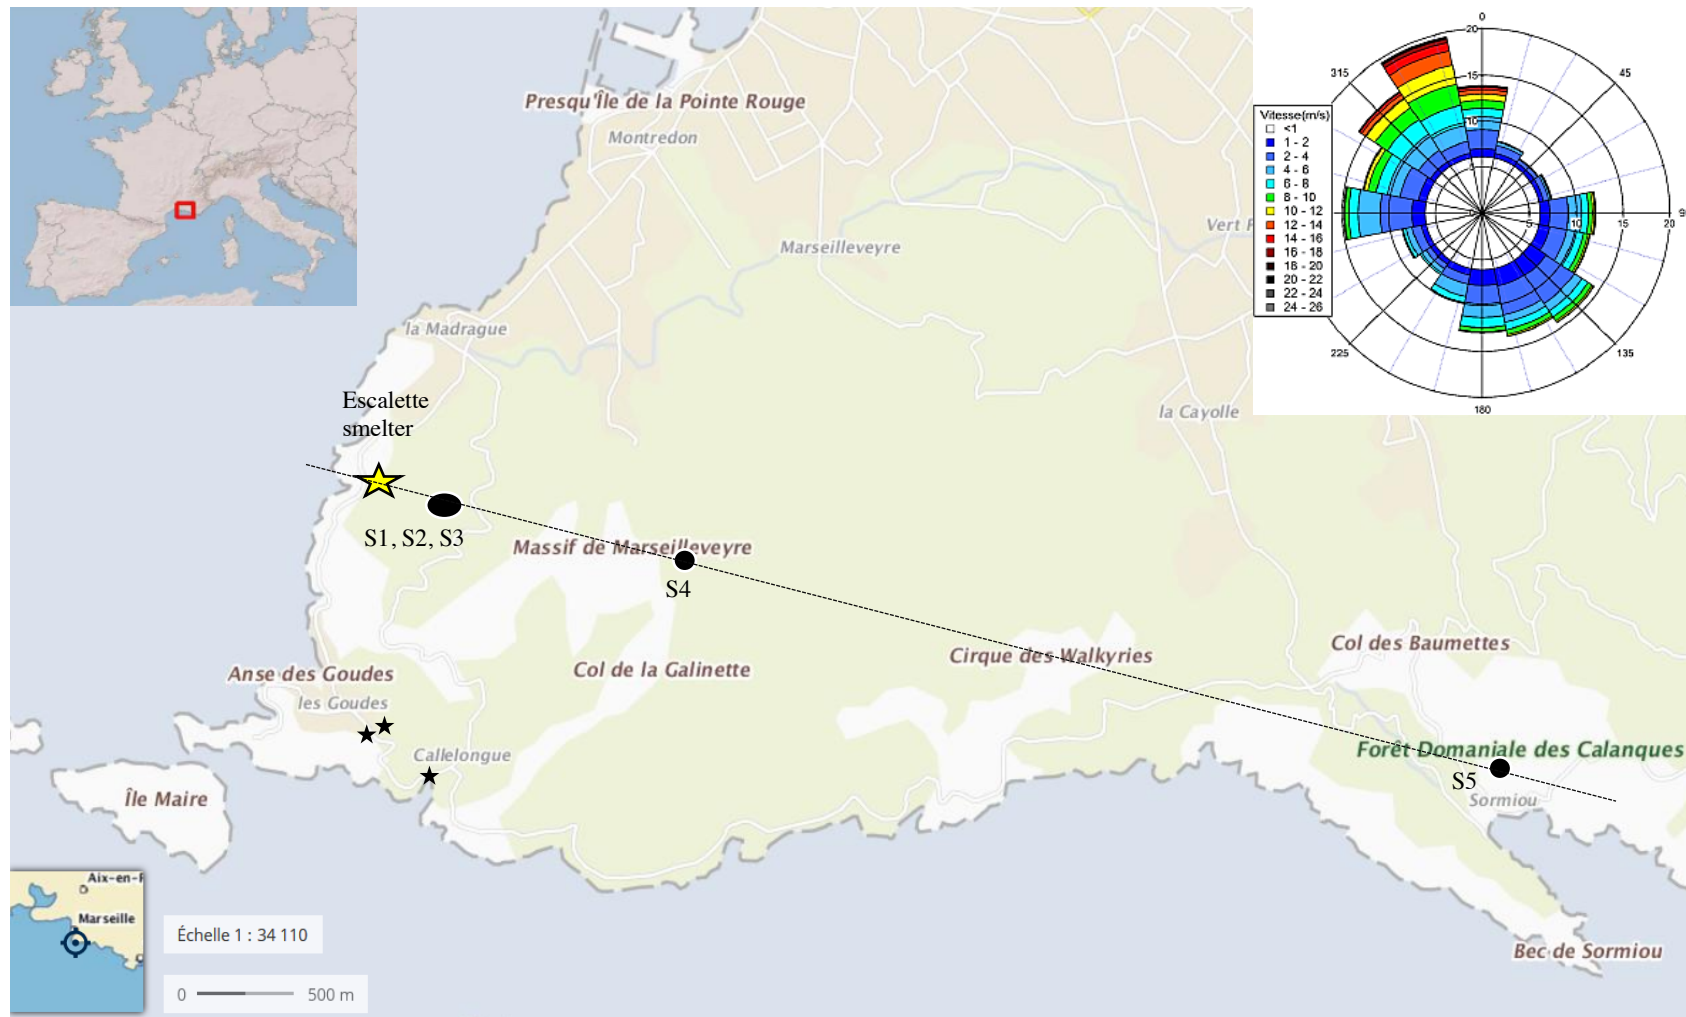 Presqu'Île de la Pointe Rouge
Montredon
Marseilleveyre
Vert
la Madrague
la Cayolle
Escalette
smelter
S1, S2, S3
Massif de Marseilleveyre
S4
Anse des Goudes
les Goudes
Col de la Galinette
Cirque des Walkyries
Col des Baumettes
Callelongue
Île Maire
Forêt Domaniale des Calanques
S5
Sormiou
Bec de Sormiou
Aix-en-
Marseille
Échelle 1 : 34 110
0 500 m
0
20
315
45
15
10
Vitesse(m/s)
<1
1 - 2
2 - 4
4 - 6
6 - 8
8 - 10
10 - 12
12 - 14
14 - 16
16 - 18
18 - 20
20 - 22
22 - 24
24 - 26
5 10 15 20 9
225
135
180